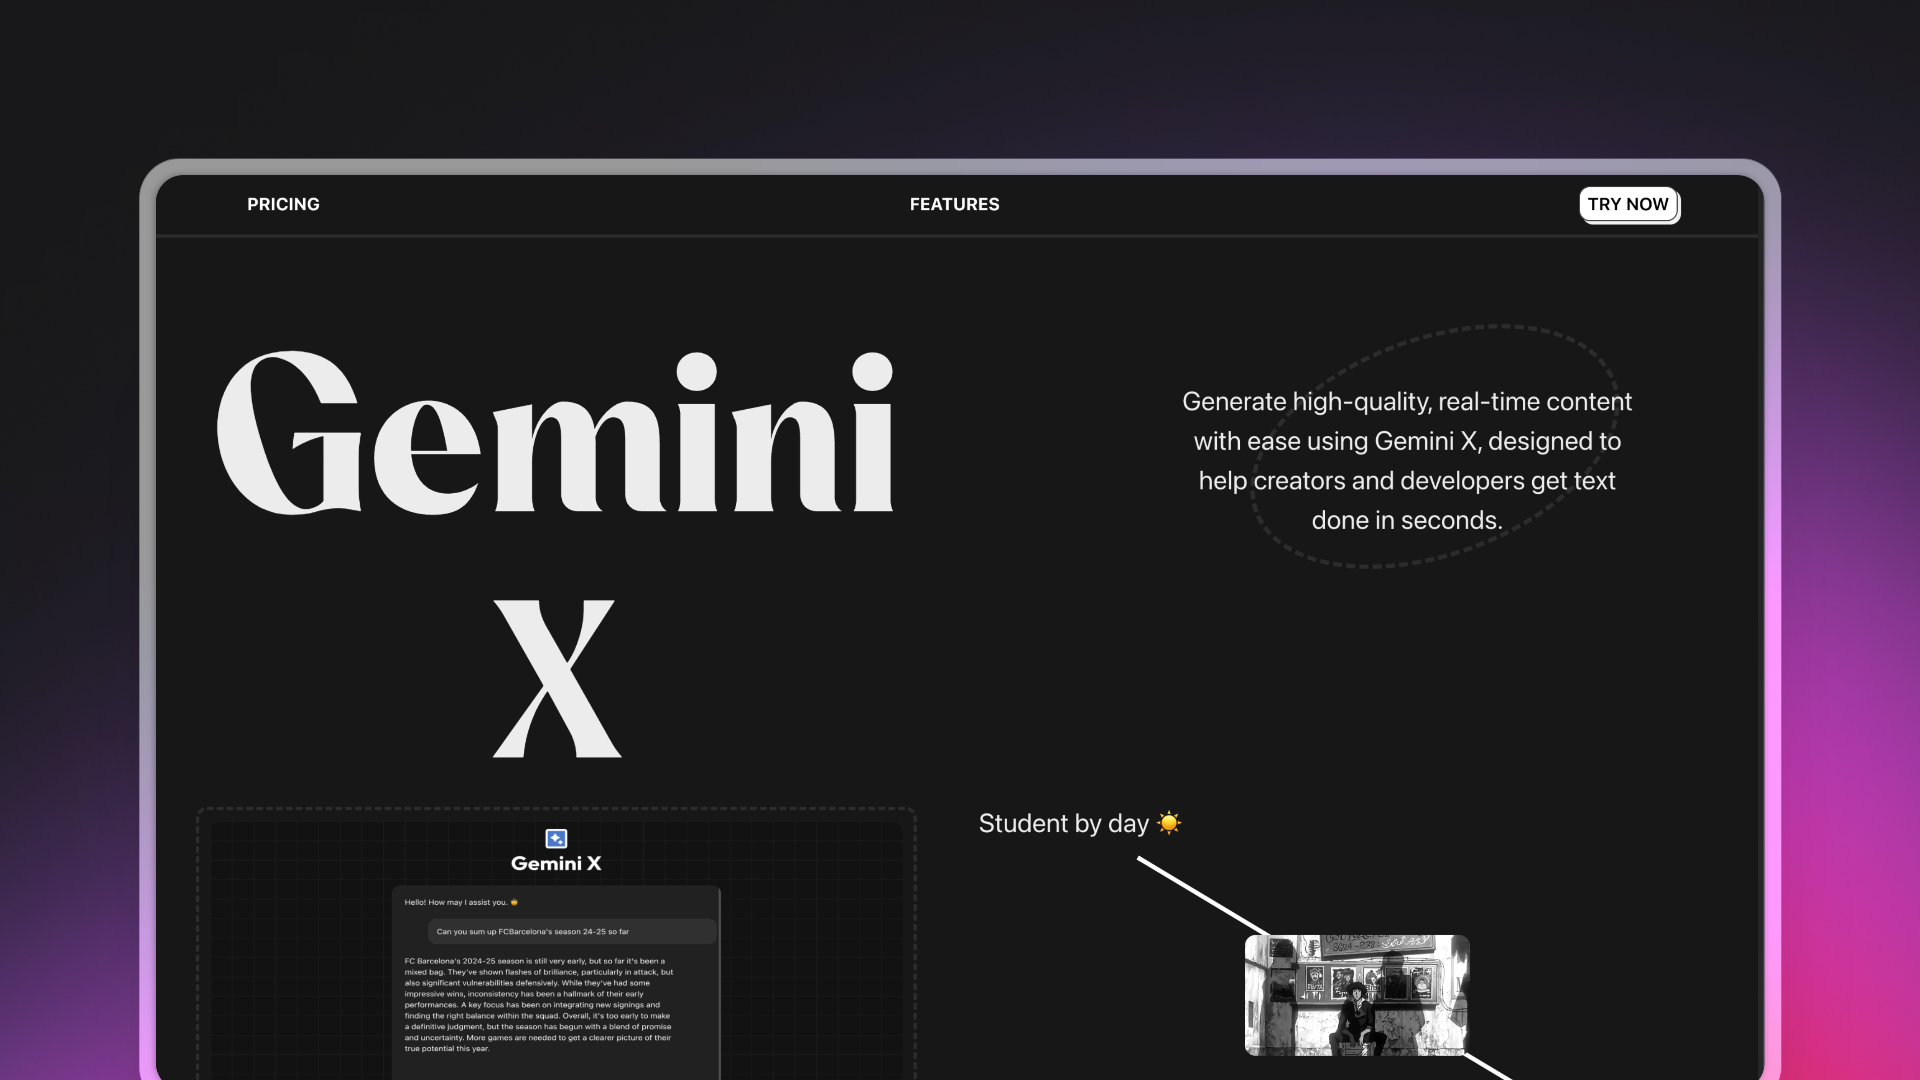 PRICING
FEATURES
TRY NOW
Gemini
X
Generate high-quality, real-time content
with ease using Gemini X, designed to
help creators and developers get text
done in seconds.
Gemini X
Hello! How may I assist you.
Can you sum up FCBarcelona's season 24-25 so far
FC Barcelona's 2024-25 season is still very early, but so far it's been a
mixed bag. They've shown flashes of brilliance, particularly in attack, but
also significant vulnerabilities defensively. While they've had some
impressive wins, inconsistency has been a hallmark of their early
performances. A key focus has been on integrating new signings and
finding the right balance within the squad. Overall, it's too early to make
a definitive judgment, but the season has begun with a blend of promise
and uncertainty. More games are needed to get a clearer picture of their
true potential this year.
Student by day ☀️